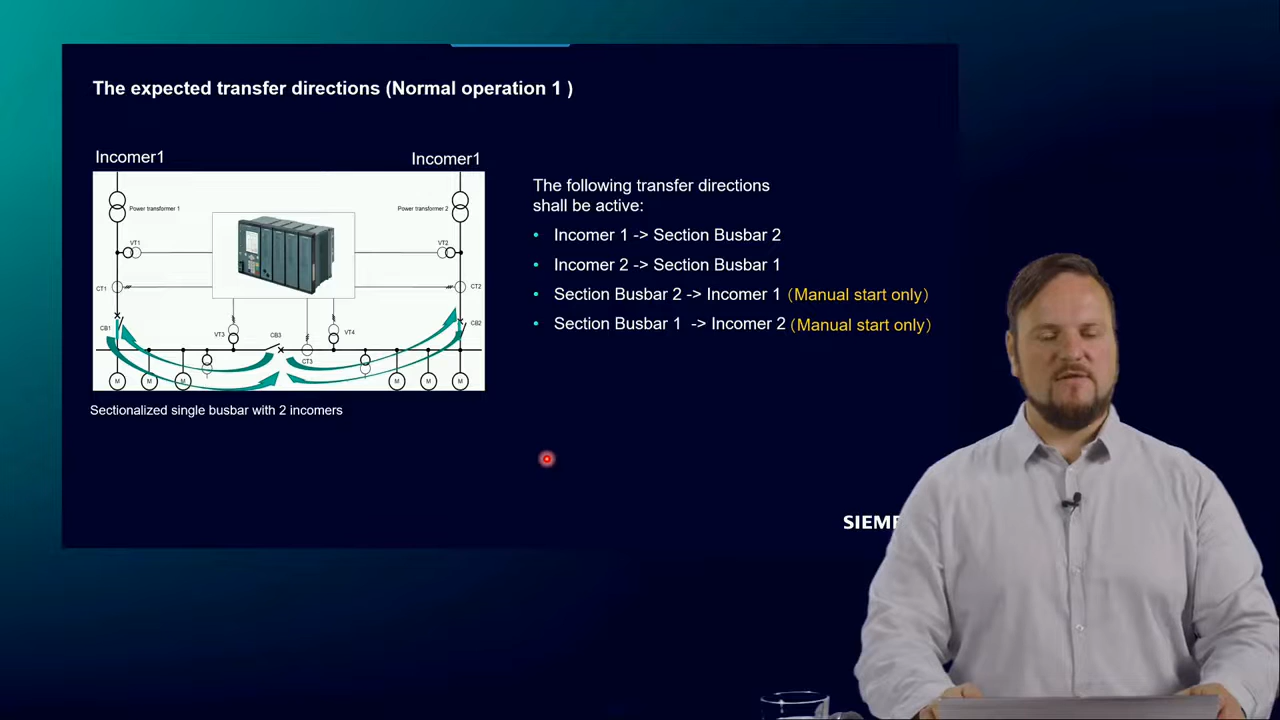 The expected transfer directions (Normal operation 1 )
Incomer1
Incomer1
Power transformer 1
Power transformer 2
VT1
VT2
CT1
CT2
CB1
VT3
CB3
VT4
CB2
CT3
M
M
M
M
M
M
Sectionalized single busbar with 2 incomers
The following transfer directions
shall be active:
• Incomer 1 -> Section Busbar 2
• Incomer 2 -> Section Busbar 1
• Section Busbar 2 -> Incomer 1 (Manual start only)
• Section Busbar 1 -> Incomer 2 (Manual start only)
SIEM